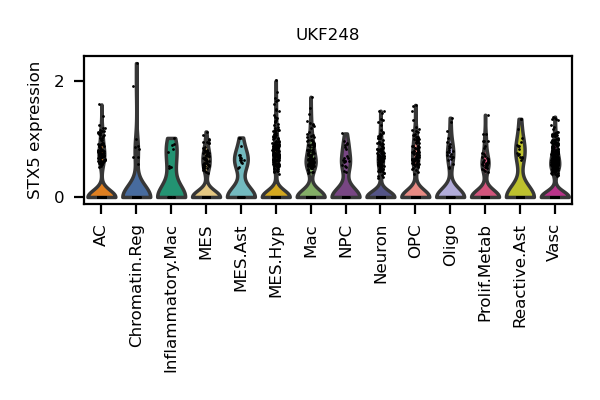 UKF248
STX5 expression
2
0
AC
Chromatin.Reg
Inflammatory.Mac
MES
MES.Ast
MES.Hyp
Mac
NPC
Neuron
OPC
Oligo
Prolif.Metab
Reactive.Ast
Vasc